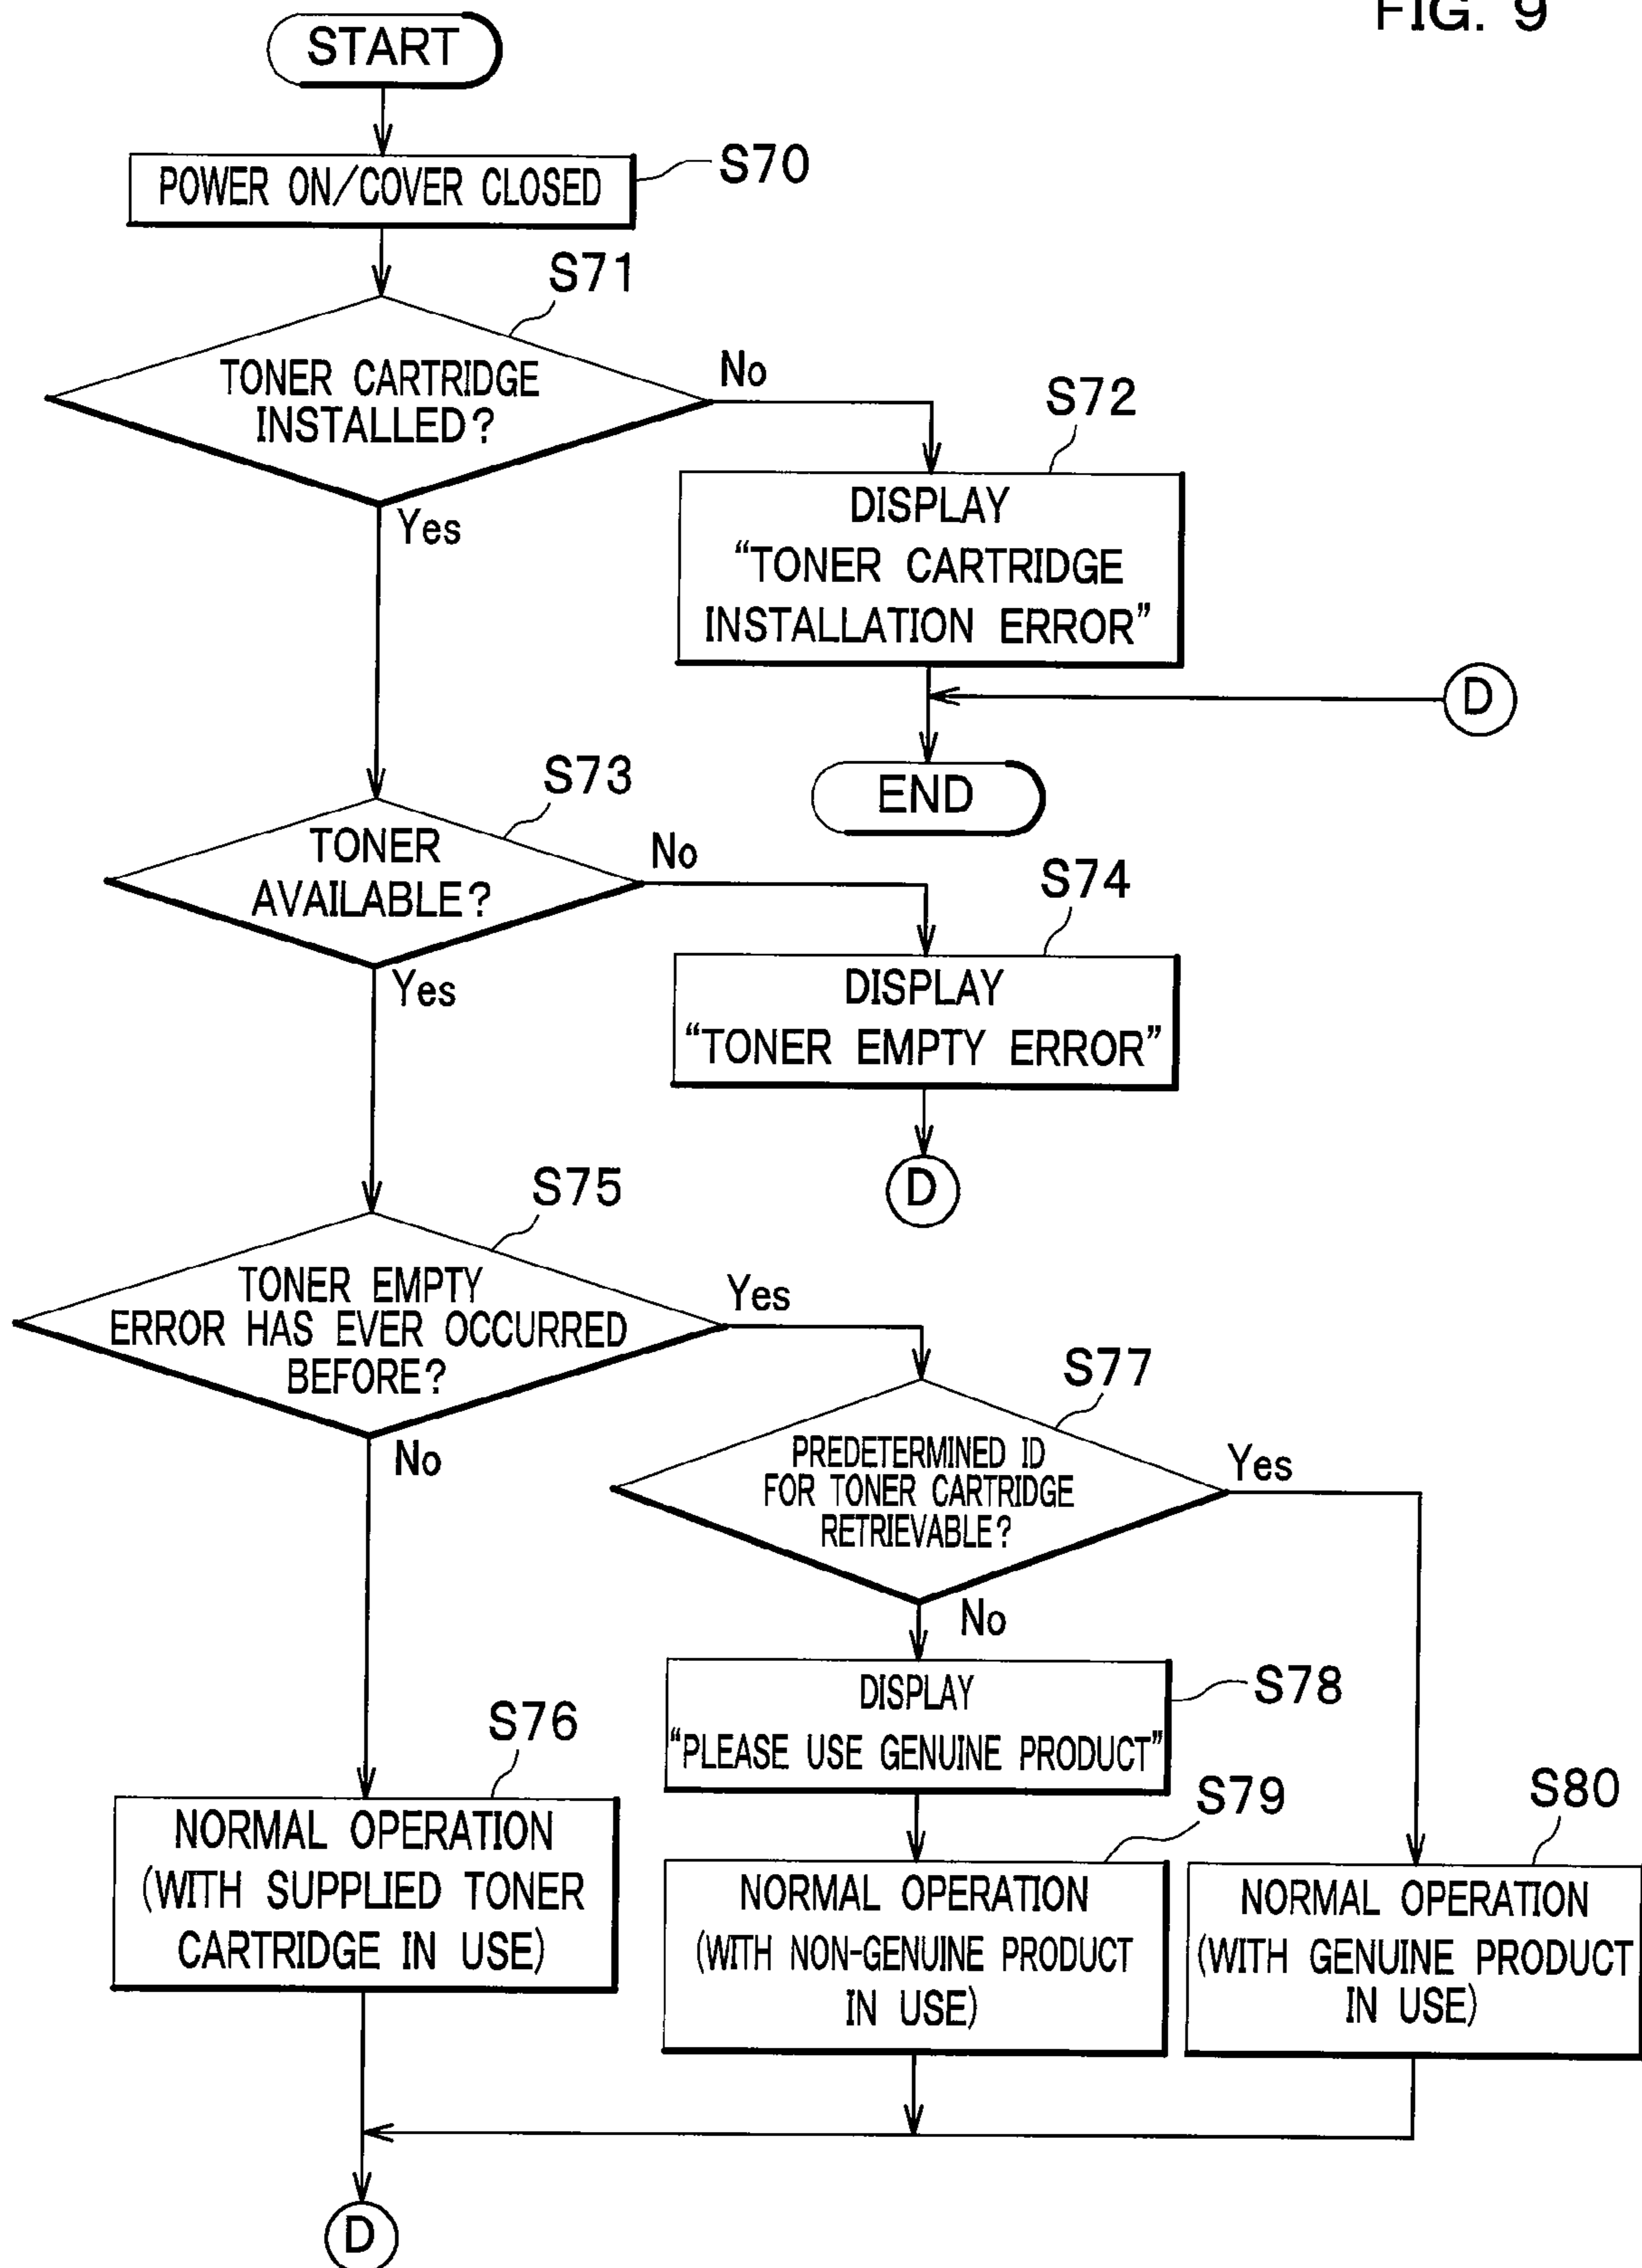 FIG. 9
START
POWER ON/COVER CLOSED
S70
S71
TONER CARTRIDGE
INSTALLED?
No
Yes
S72
DISPLAY
“TONER CARTRIDGE
INSTALLATION ERROR”
D
END
S73
TONER
AVAILABLE?
No
Yes
S74
DISPLAY
“TONER EMPTY ERROR”
D
S75
TONER EMPTY
ERROR HAS EVER OCCURRED
BEFORE?
Yes
No
S77
PREDETERMINED ID
FOR TONER CARTRIDGE
RETRIEVABLE?
Yes
No
S78
DISPLAY
“PLEASE USE GENUINE PRODUCT”
S76
NORMAL OPERATION
(WITH SUPPLIED TONER
CARTRIDGE IN USE)
S79
NORMAL OPERATION
(WITH NON-GENUINE PRODUCT
IN USE)
S80
NORMAL OPERATION
(WITH GENUINE PRODUCT
IN USE)
D